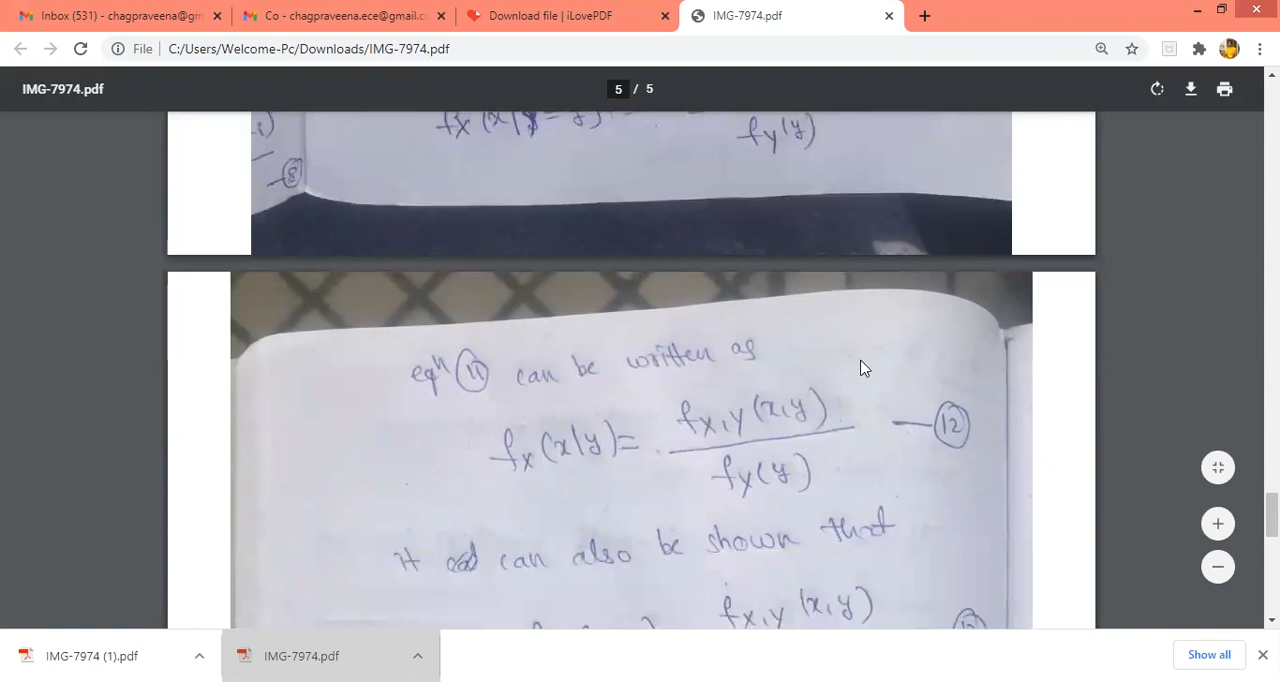 Inbox (531) - chagpraveena@gm
Co - chagpraveena.ece@gmail.c
Download file | iLovePDF
IMG-7974.pdf
File C:/Users/Welcome-Pc/Downloads/IMG-7974.pdf
IMG-7974.pdf
5 / 5
fx(x|y=y)
fy(y)
8
eqn 11 can be written as
fx(x|y) = fx,y(x,y) / fy(y) — 12
It can also be shown that
fx,y(x,y)
IMG-7974 (1).pdf
IMG-7974.pdf
Show all